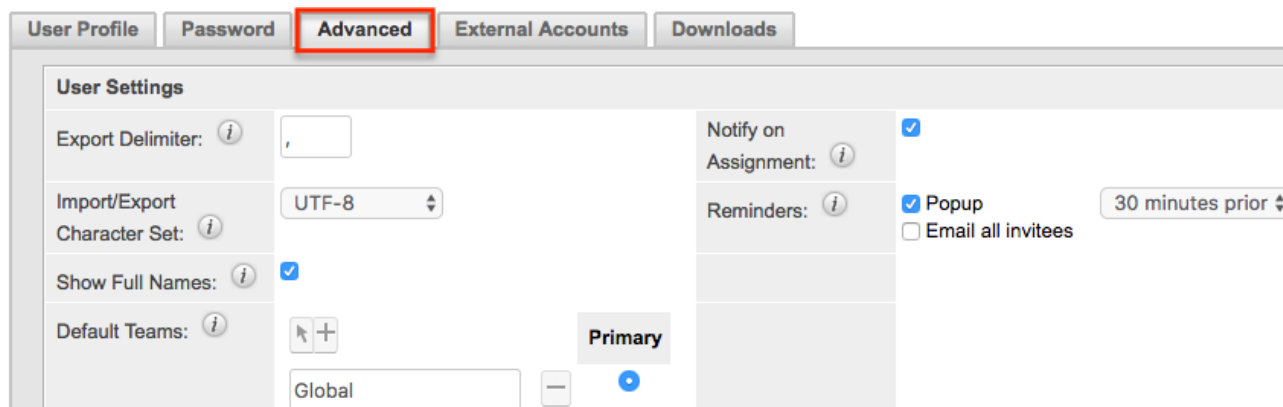 User Profile Password Advanced External Accounts Downloads
User Settings
Export Delimiter: i ,
Notify on
Assignment: i
Import/Export
Character Set: i UTF-8
Reminders: i Popup 30 minutes prior
Email all invitees
Show Full Names: i
Default Teams: i
Primary
Global